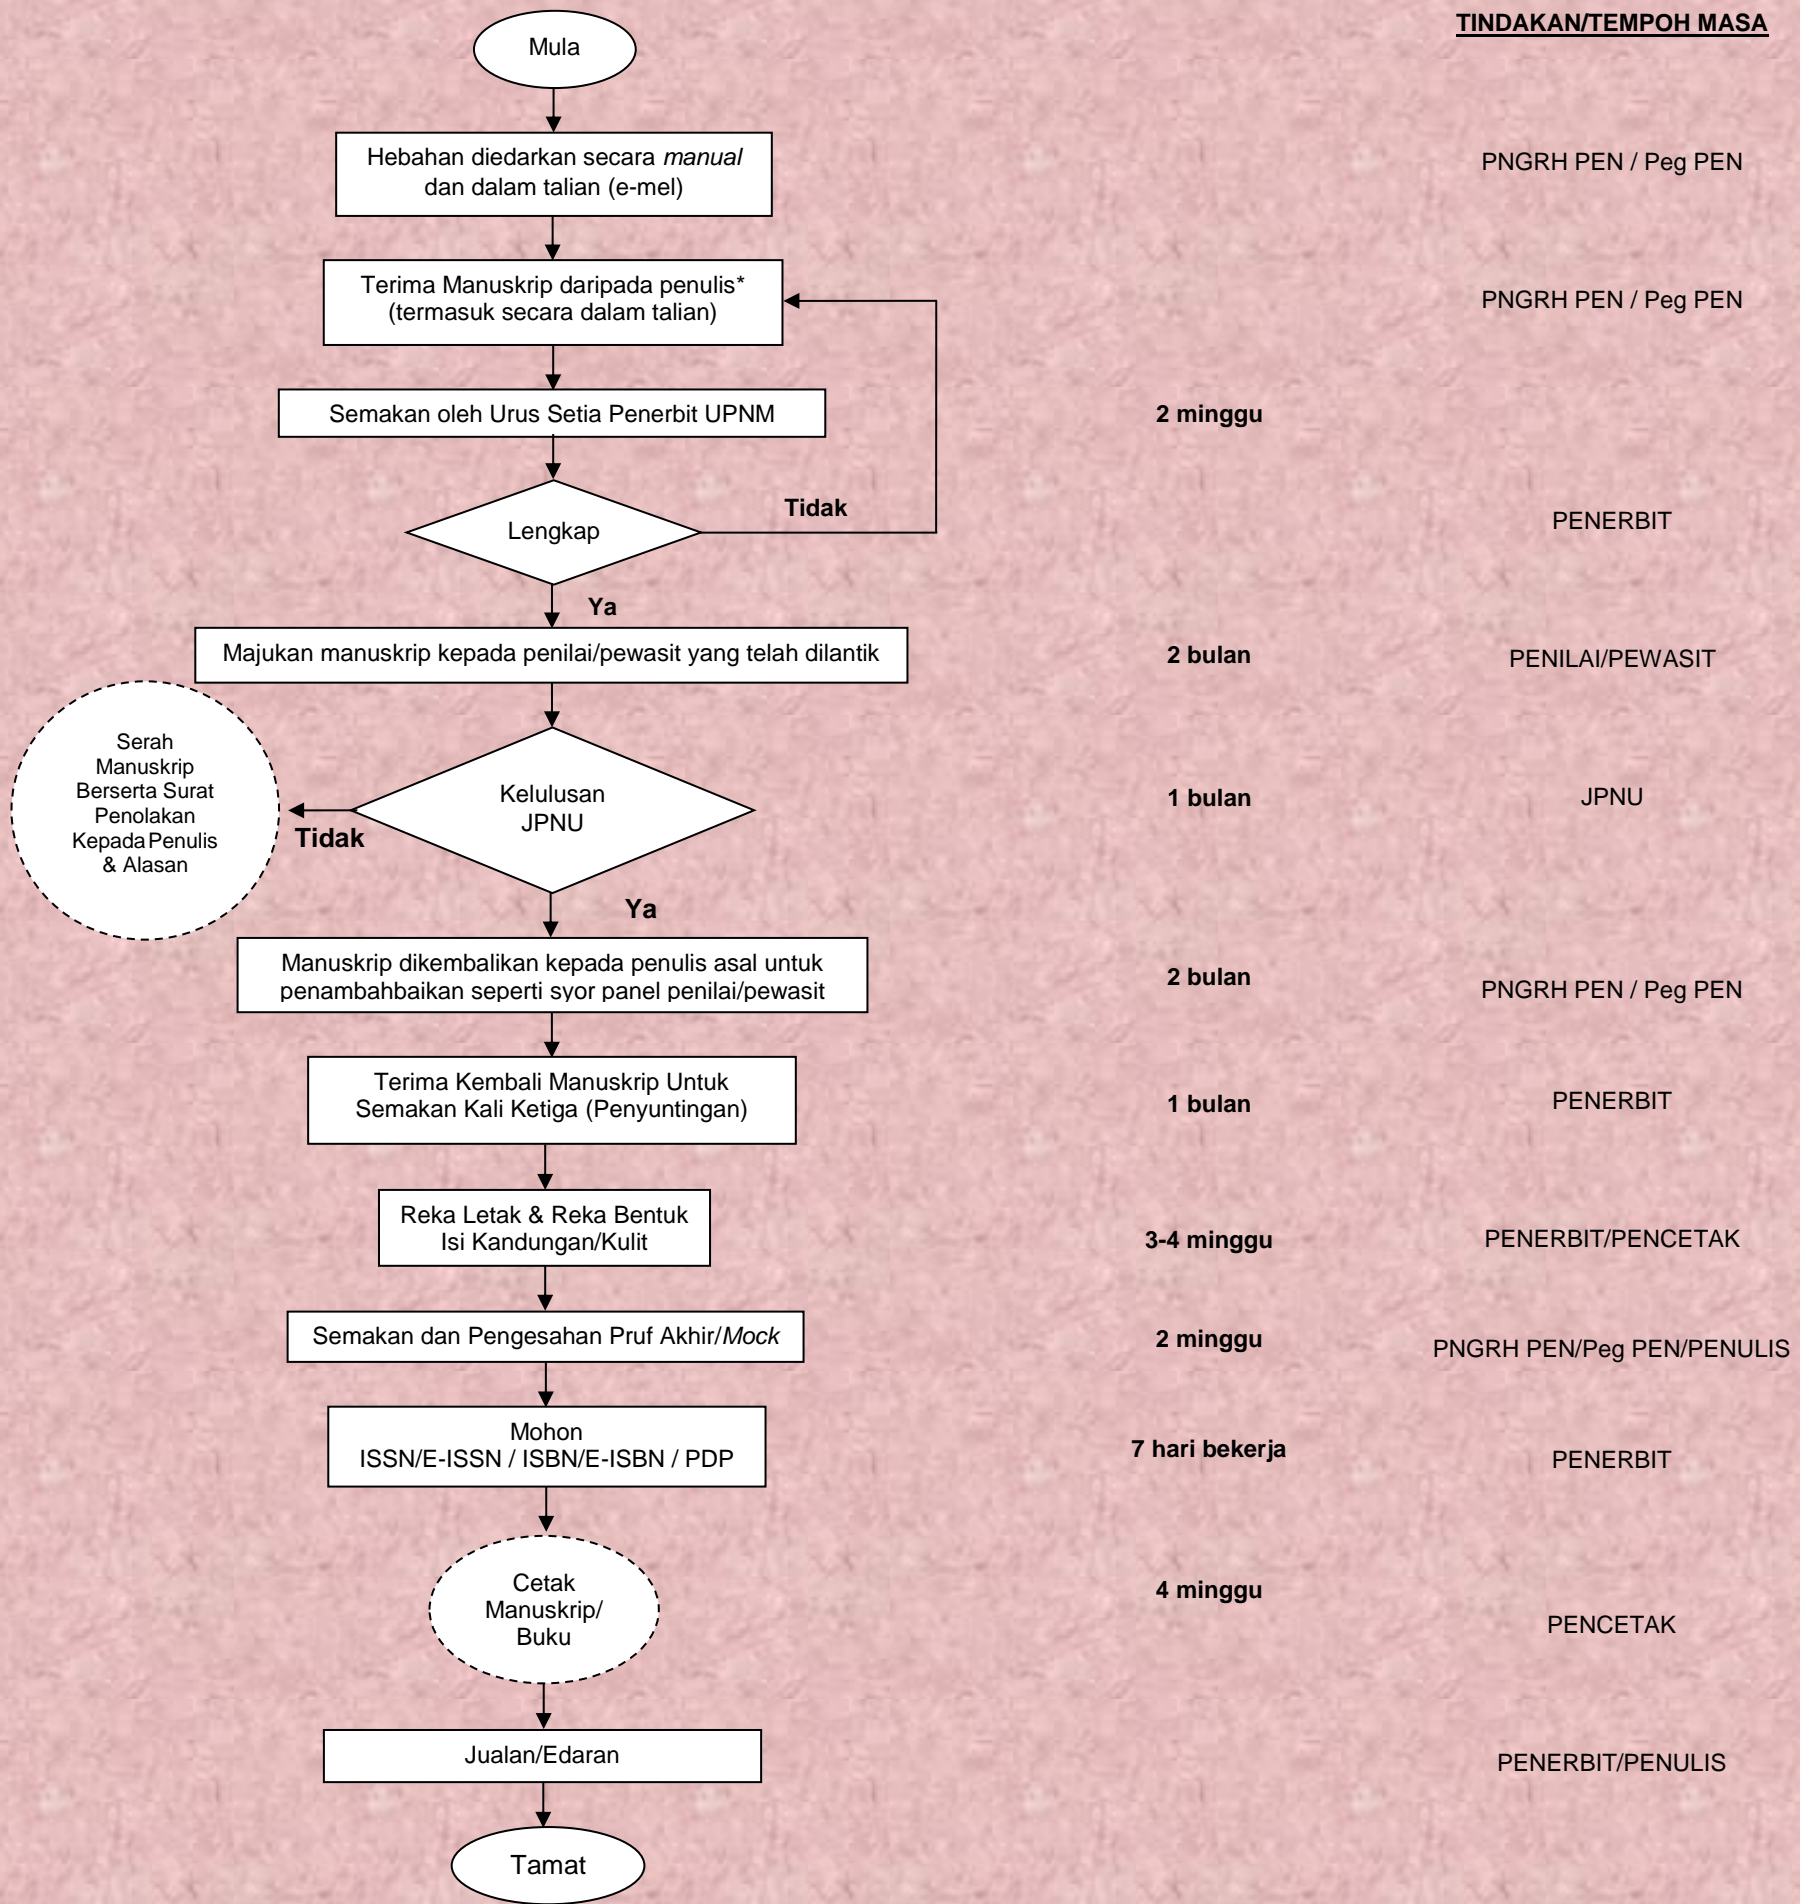 TINDAKAN/TEMPOH MASA
Mula
Hebahan diedarkan secara manual
dan dalam talian (e-mel)
PNGRH PEN / Peg PEN
Terima Manuskrip daripada penulis*
(termasuk secara dalam talian)
PNGRH PEN / Peg PEN
Semakan oleh Urus Setia Penerbit UPNM
2 minggu
Lengkap
Tidak
PENERBIT
Ya
Majukan manuskrip kepada penilai/pewasit yang telah dilantik
2 bulan
PENILAI/PEWASIT
Serah
Manuskrip
Berserta Surat
Penolakan
Kepada Penulis
& Alasan
Tidak
Kelulusan
JPNU
1 bulan
JPNU
Ya
Manuskrip dikembalikan kepada penulis asal untuk
penambahbaikan seperti syor panel penilai/pewasit
2 bulan
PNGRH PEN / Peg PEN
Terima Kembali Manuskrip Untuk
Semakan Kali Ketiga (Penyuntingan)
1 bulan
PENERBIT
Reka Letak & Reka Bentuk
Isi Kandungan/Kulit
3-4 minggu
PENERBIT/PENCETAK
Semakan dan Pengesahan Pruf Akhir/Mock
2 minggu
PNGRH PEN/Peg PEN/PENULIS
Mohon
ISSN/E-ISSN / ISBN/E-ISBN / PDP
7 hari bekerja
PENERBIT
Cetak
Manuskrip/
Buku
4 minggu
PENCETAK
Jualan/Edaran
PENERBIT/PENULIS
Tamat